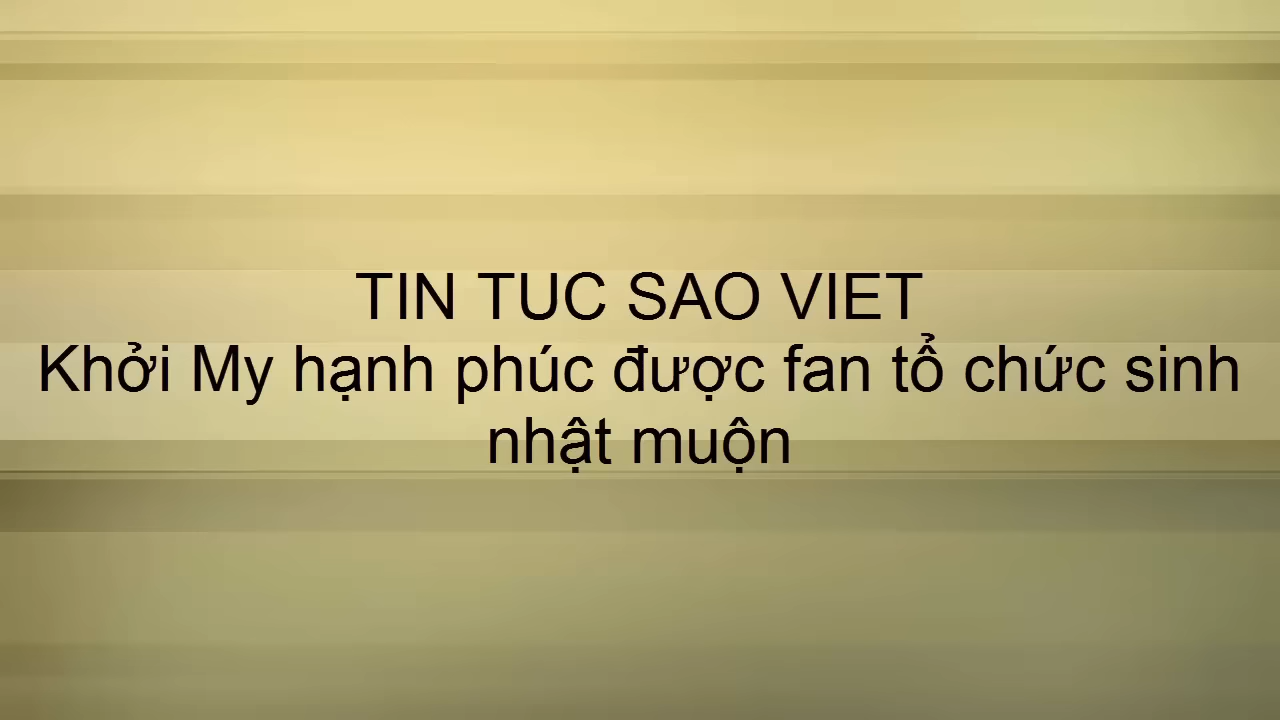 TIN TUC SAO VIET
Khởi My hạnh phúc được fan tổ chức sinh
nhật muộn